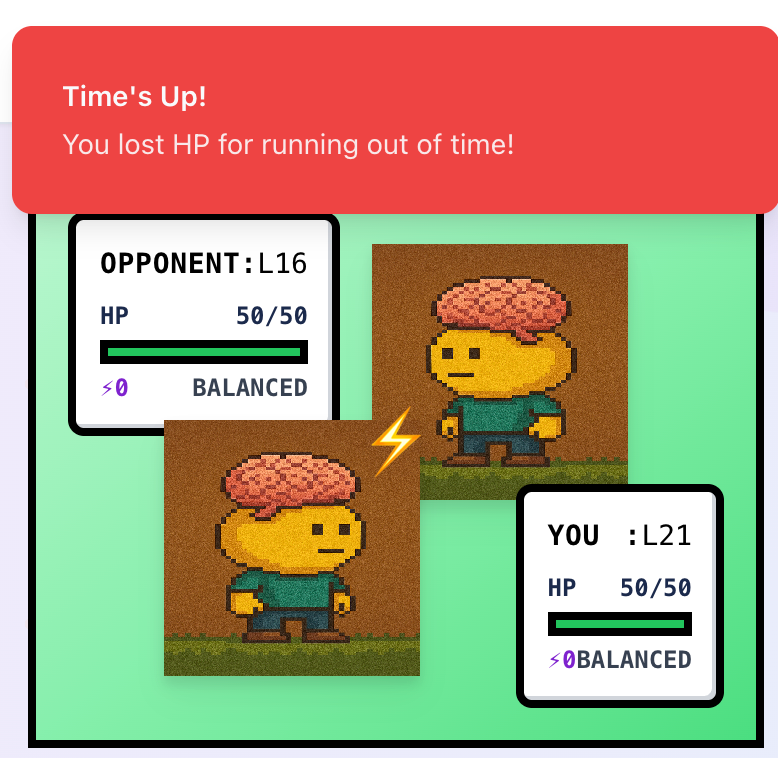 Time's Up!
You lost HP for running out of time!
OPPONENT:L16
HP 50/50
⚡0 BALANCED
YOU :L21
HP 50/50
⚡0BALANCED